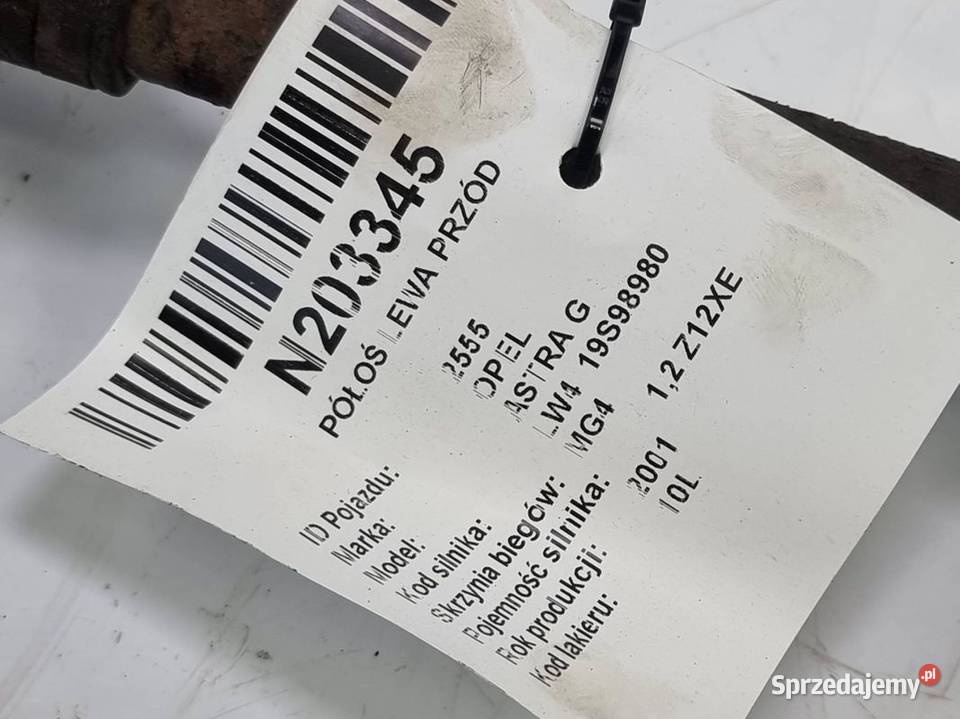 N203345
PÓŁOŚ LEWA PRZÓD
ID Pojazdu: 2555
Marka: OPEL
Model: ASTRA G
Kod silnika: LW4 19S98980
Skrzynia biegów: MG4
Pojemność silnika: 1,2 Z12XE
Rok produkcji: 2001
Kod lakieru: 10L
Sprzedajemy.pl